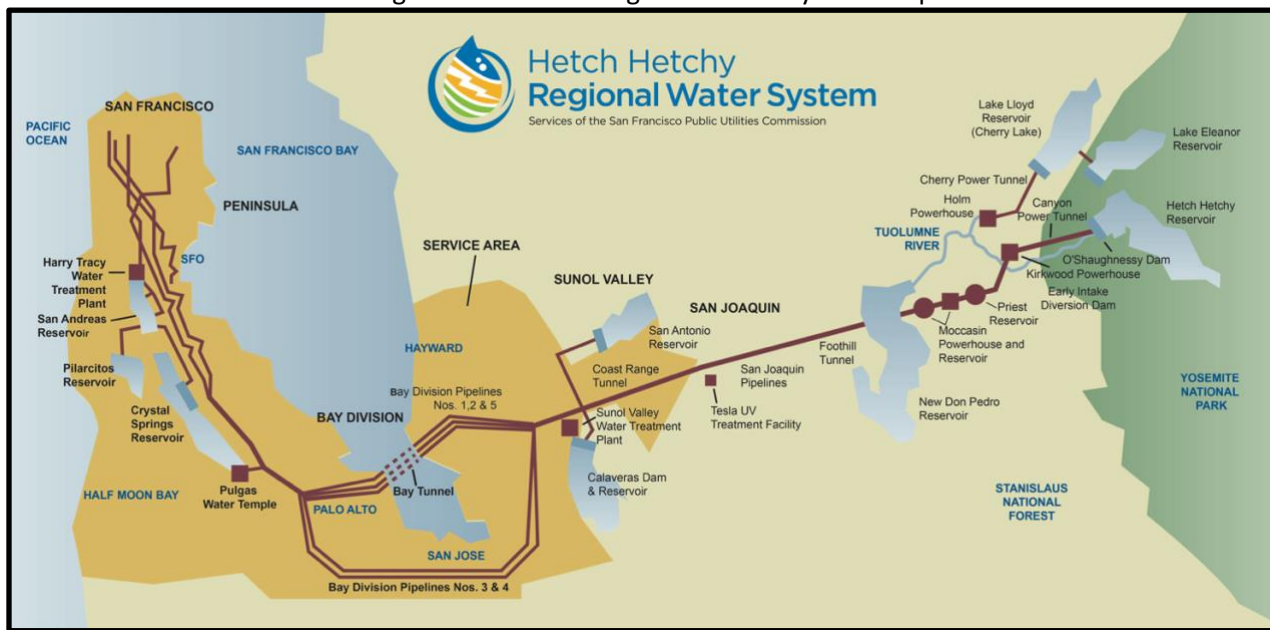 Hetch Hetchy
Regional Water System
Services of the San Francisco Public Utilities Commission
SAN FRANCISCO
PACIFIC
OCEAN
SAN FRANCISCO BAY
PENINSULA
SFO
Harry Tracy
Water
Treatment
Plant
San Andreas
Reservoir
Pilarcitos
Reservoir
Crystal
Springs
Reservoir
HALF MOON BAY
Pulgas
Water Temple
SERVICE AREA
HAYWARD
Bay Division Pipelines
Nos. 1,2 & 5
BAY DIVISION
Bay Tunnel
PALO ALTO
SAN JOSE
Bay Division Pipelines Nos. 3 & 4
SUNOL VALLEY
San Antonio
Reservoir
Coast Range
Tunnel
Sunol Valley
Water Treatment
Plant
Calaveras Dam
& Reservoir
SAN JOAQUIN
San Joaquin
Pipelines
Tesla UV
Treatment Facility
Foothill
Tunnel
New Don Pedro
Reservoir
Moccasin
Powerhouse and
Reservoir
Priest
Reservoir
Early Intake
Diversion Dam
Kirkwood Powerhouse
O'Shaughnessy Dam
TUOLUMNE
RIVER
Holm
Powerhouse
Cherry Power Tunnel
Canyon
Power Tunnel
Lake Lloyd
Reservoir
(Cherry Lake)
Lake Eleanor
Reservoir
Hetch Hetchy
Reservoir
YOSEMITE
NATIONAL
PARK
STANISLAUS
NATIONAL
FOREST